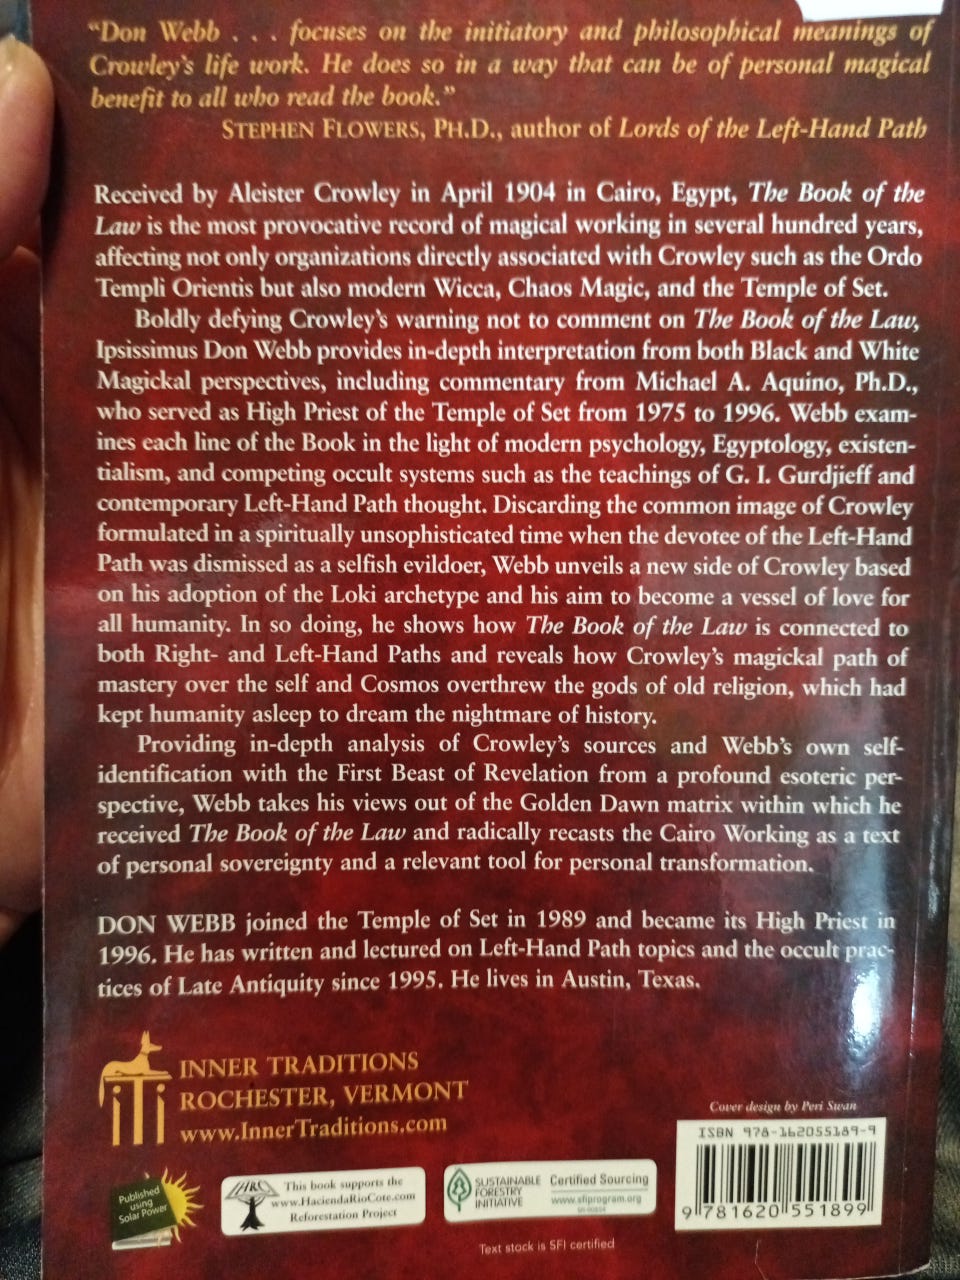 “Don Webb . . . focuses on the initiatory and philosophical meanings of
Crowley’s life work. He does so in a way that can be of personal magical
benefit to all who read the book.”
STEPHEN FLOWERS, PH.D., author of Lords of the Left-Hand Path
Received by Aleister Crowley in April 1904 in Cairo, Egypt, The Book of the
Law is the most provocative record of magical working in several hundred years,
affecting not only organizations directly associated with Crowley such as the Ordo
Templi Orientis but also modern Wicca, Chaos Magic, and the Temple of Set.
Boldly defying Crowley’s warning not to comment on The Book of the Law,
Ipsissimus Don Webb provides in-depth interpretation from both Black and White
Magickal perspectives, including commentary from Michael A. Aquino, Ph.D.,
who served as High Priest of the Temple of Set from 1975 to 1996. Webb exam-
ines each line of the Book in the light of modern psychology, Egyptology, existen-
tialism, and competing occult systems such as the teachings of G. I. Gurdjieff and
contemporary Left-Hand Path thought. Discarding the common image of Crowley
formulated in a spiritually unsophisticated time when the devotee of the Left-Hand
Path was dismissed as a selfish evildoer, Webb unveils a new side of Crowley based
on his adoption of the Loki archetype and his aim to become a vessel of love for
all humanity. In so doing, he shows how The Book of the Law is connected to
both Right- and Left-Hand Paths and reveals how Crowley’s magickal path of
mastery over the self and Cosmos overthrew the gods of old religion, which had
kept humanity asleep to dream the nightmare of history.
Providing in-depth analysis of Crowley’s sources and Webb’s own self-
identification with the First Beast of Revelation from a profound esoteric per-
spective, Webb takes his views out of the Golden Dawn matrix within which he
received The Book of the Law and radically recasts the Cairo Working as a text
of personal sovereignty and a relevant tool for personal transformation.
DON WEBB joined the Temple of Set in 1989 and became its High Priest in
1996. He has written and lectured on Left-Hand Path topics and the occult prac-
tices of Late Antiquity since 1995. He lives in Austin, Texas.
INNER TRADITIONS
ROCHESTER, VERMONT
www.InnerTraditions.com
Cover design by Peri Swan
ISBN 978-162055189-9
9 781620 551899
Published
using
Solar Power
This book supports the
www.HaciendaRioCote.com
Reforestation Project
SUSTAINABLE
FORESTRY
INITIATIVE
Certified Sourcing
www.sfiprogram.org
Text stock is SFI certified